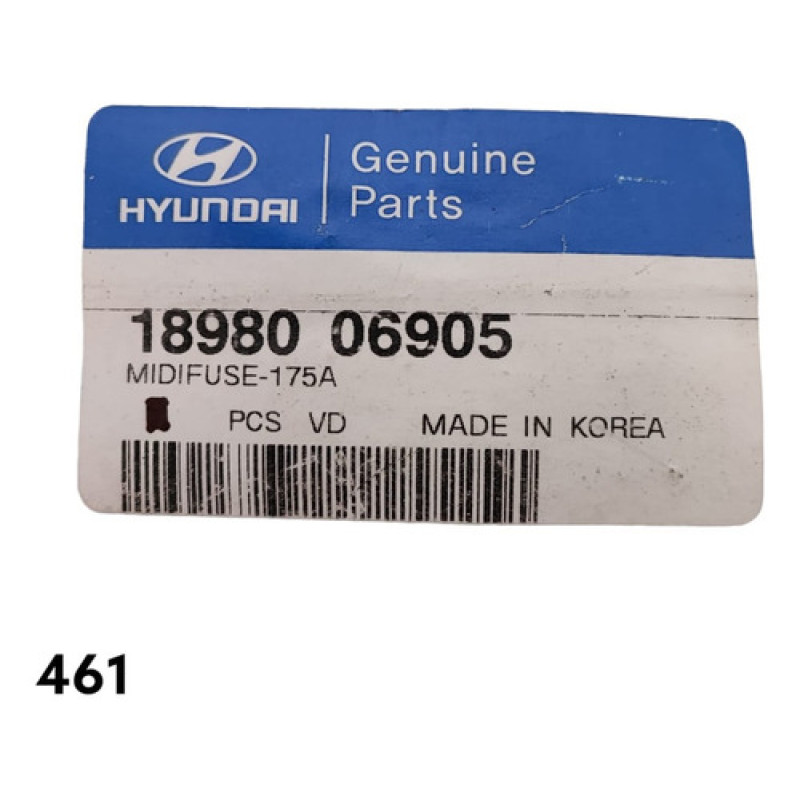 HYUNDAI
Genuine
Parts
18980 06905
MIDIFUSE-175A
PCS VD MADE IN KOREA
461